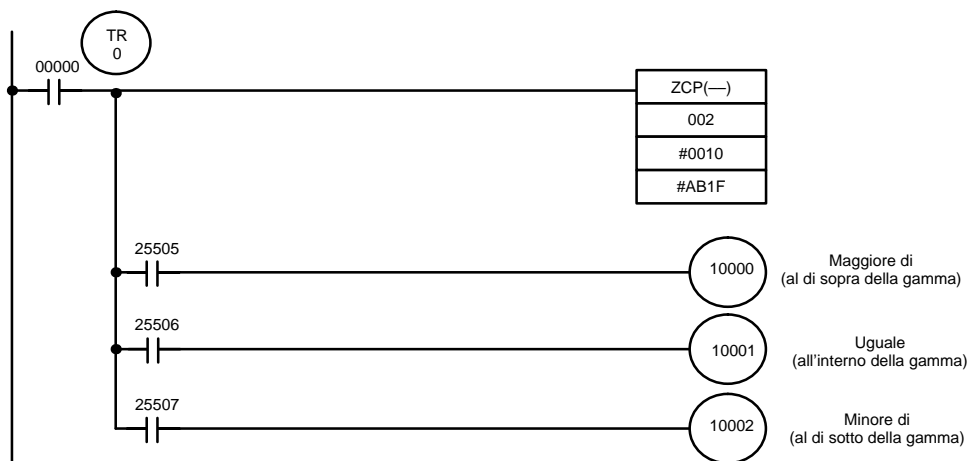 TR
0
00000
ZCP(—)
002
#0010
#AB1F
25505
10000
Maggiore di
(al di sopra della gamma)
25506
10001
Uguale
(all'interno della gamma)
25507
10002
Minore di
(al di sotto della gamma)